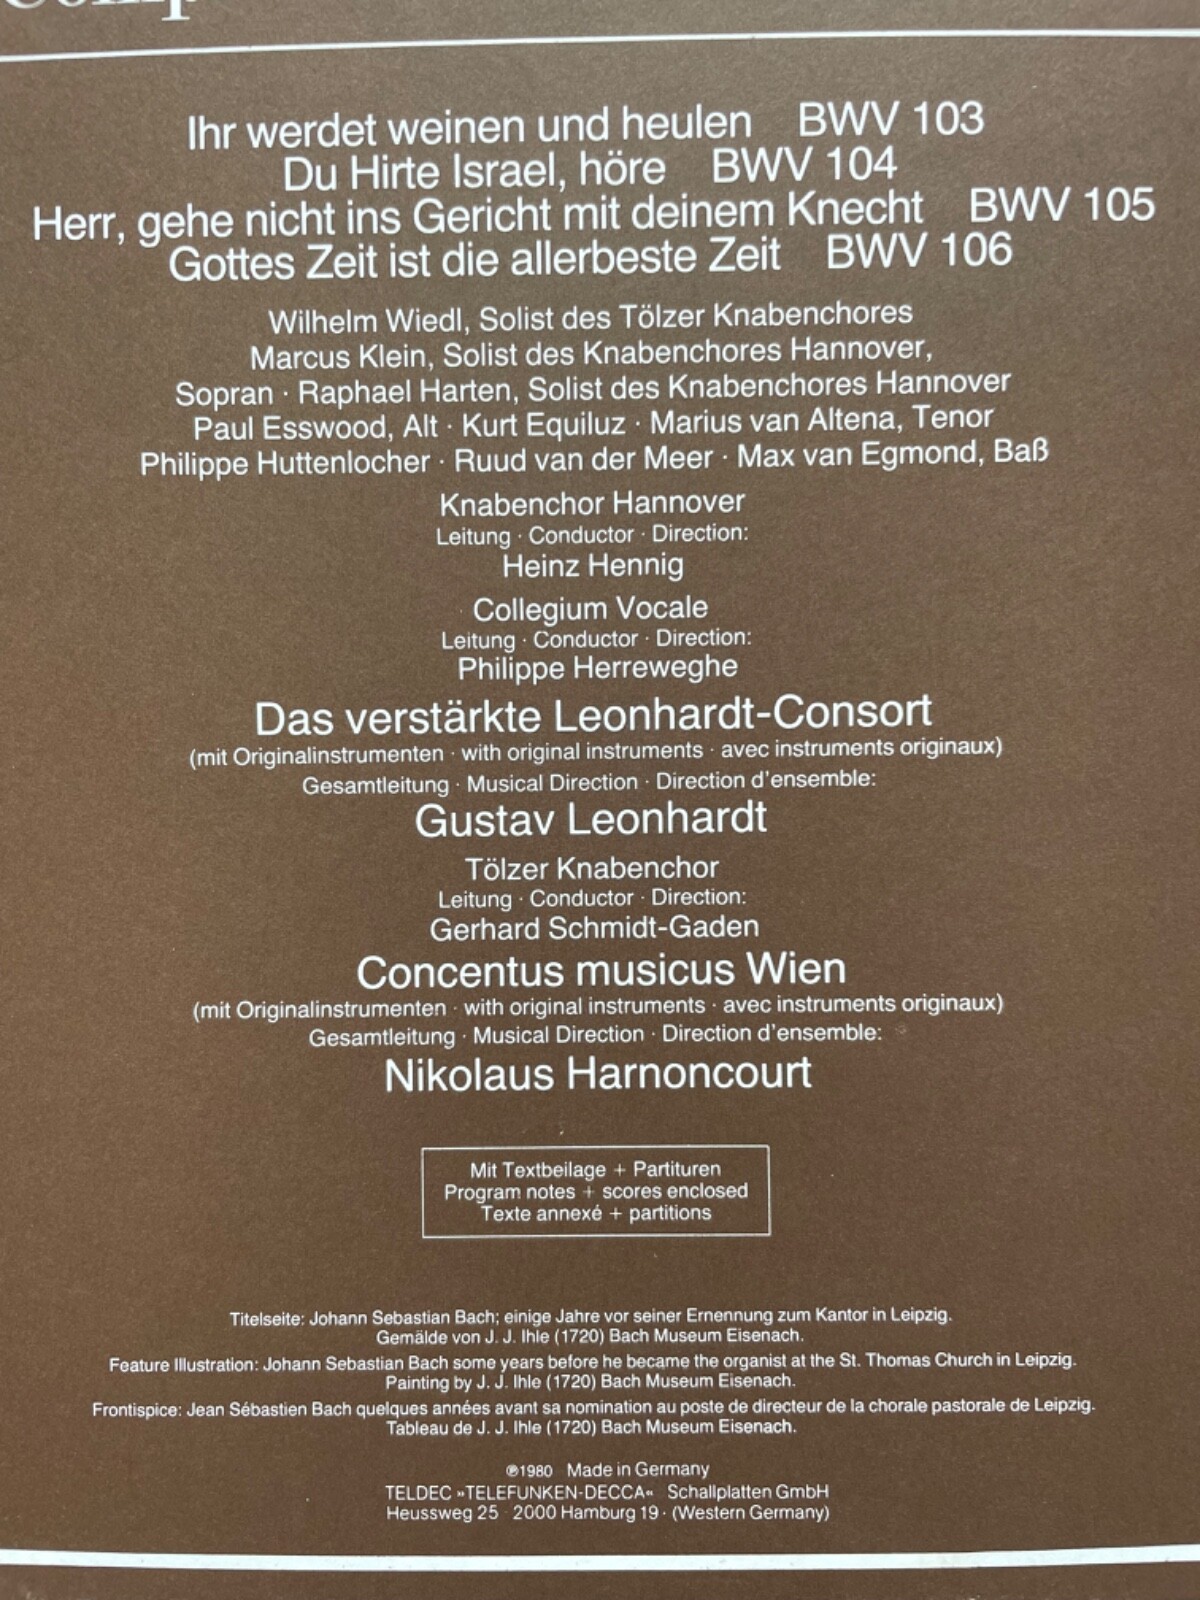 Ihr werdet weinen und heulen BWV 103
Du Hirte Israel, höre BWV 104
Herr, gehe nicht ins Gericht mit deinem Knecht BWV 105
Gottes Zeit ist die allerbeste Zeit BWV 106
Wilhelm Wiedl, Solist des Tölzer Knabenchores
Marcus Klein, Solist des Knabenchores Hannover,
Sopran · Raphael Harten, Solist des Knabenchores Hannover
Paul Esswood, Alt · Kurt Equiluz · Marius van Altena, Tenor
Philippe Huttenlocher · Ruud van der Meer · Max van Egmond, Baß
Knabenchor Hannover
Leitung · Conductor · Direction:
Heinz Hennig
Collegium Vocale
Leitung · Conductor · Direction:
Philippe Herreweghe
Das verstärkte Leonhardt-Consort
(mit Originalinstrumenten · with original instruments · avec instruments originaux)
Gesamtleitung · Musical Direction · Direction d'ensemble:
Gustav Leonhardt
Tölzer Knabenchor
Leitung · Conductor · Direction:
Gerhard Schmidt-Gaden
Concentus musicus Wien
(mit Originalinstrumenten · with original instruments · avec instruments originaux)
Gesamtleitung · Musical Direction · Direction d'ensemble:
Nikolaus Harnoncourt
Mit Textbeilage + Partituren
Program notes + scores enclosed
Texte annexé + partitions
Titelseite: Johann Sebastian Bach; einige Jahre vor seiner Ernennung zum Kantor in Leipzig.
Gemälde von J. J. Ihle (1720) Bach Museum Eisenach.
Feature Illustration: Johann Sebastian Bach some years before he became the organist at the St. Thomas Church in Leipzig.
Painting by J. J. Ihle (1720) Bach Museum Eisenach.
Frontispice: Jean Sébastien Bach quelques années avant sa nomination au poste de directeur de la chorale pastorale de Leipzig.
Tableau de J. J. Ihle (1720) Bach Museum Eisenach.
℗1980 Made in Germany
TELDEC »TELEFUNKEN-DECCA« Schallplatten GmbH
Heussweg 25 · 2000 Hamburg 19 · (Western Germany)